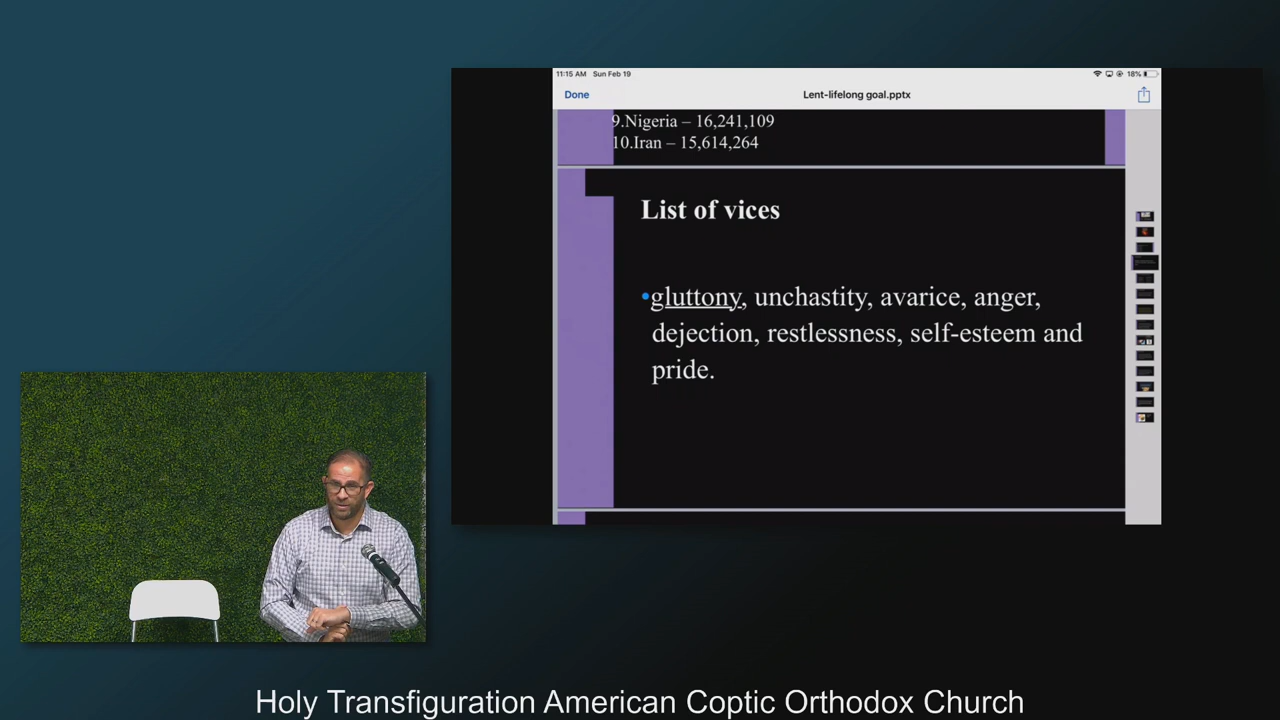 11:15 AM Sun Feb 19
18%
Done
Lent-lifelong goal.pptx
9.Nigeria – 16,241,109
10.Iran – 15,614,264
List of vices
•gluttony, unchastity, avarice, anger,
dejection, restlessness, self-esteem and
pride.
Holy Transfiguration American Coptic Orthodox Church